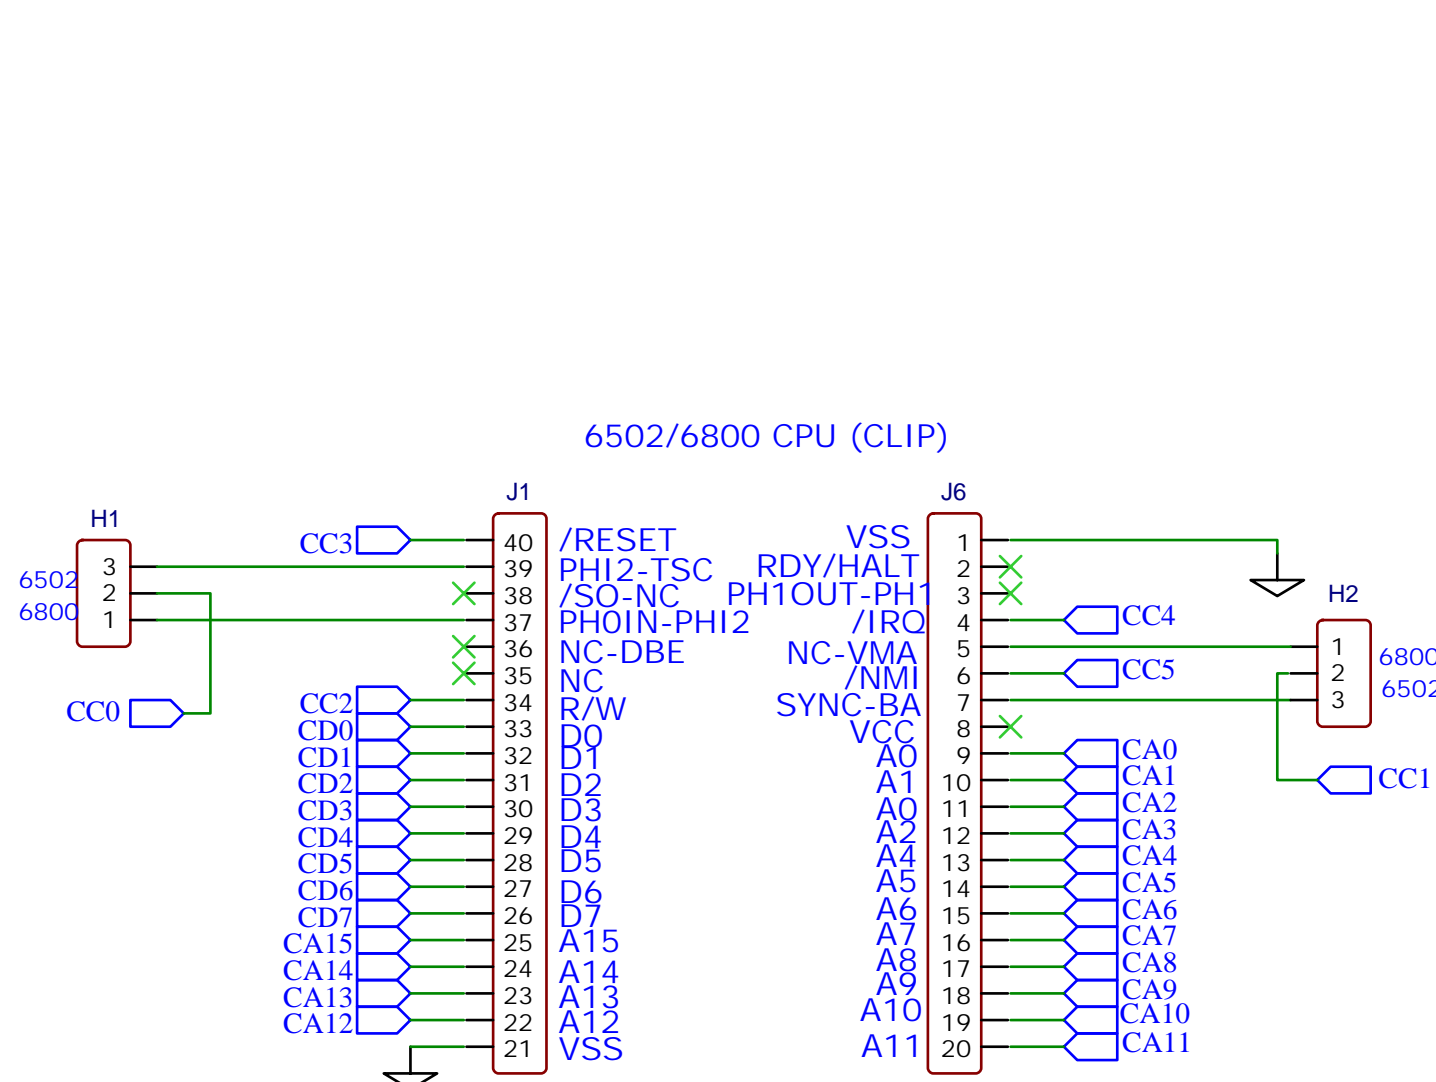 6502/6800 CPU (CLIP)
H1
3
2
1
6502
6800
CC0
CC3
CC2
CD0
CD1
CD2
CD3
CD4
CD5
CD6
CD7
CA15
CA14
CA13
CA12
J1
40 /RESET
39 PHI2-TSC
38 /SO-NC
37 PH0IN-PHI2
36 NC-DBE
35 NC
34 R/W
33 D0
32 D1
31 D2
30 D3
29 D4
28 D5
27 D6
26 D7
25 A15
24 A14
23 A13
22 A12
21 VSS
J6
VSS 1
RDY/HALT 2
PH1OUT-PH1 3
/IRQ 4
NC-VMA 5
/NMI 6
SYNC-BA 7
VCC 8
A0 9
A1 10
A0 11
A2 12
A4 13
A5 14
A6 15
A7 16
A8 17
A9 18
A10 19
A11 20
CC4
CC5
CA0
CA1
CA2
CA3
CA4
CA5
CA6
CA7
CA8
CA9
CA10
CA11
H2
1
2
3
6800
6502
CC1